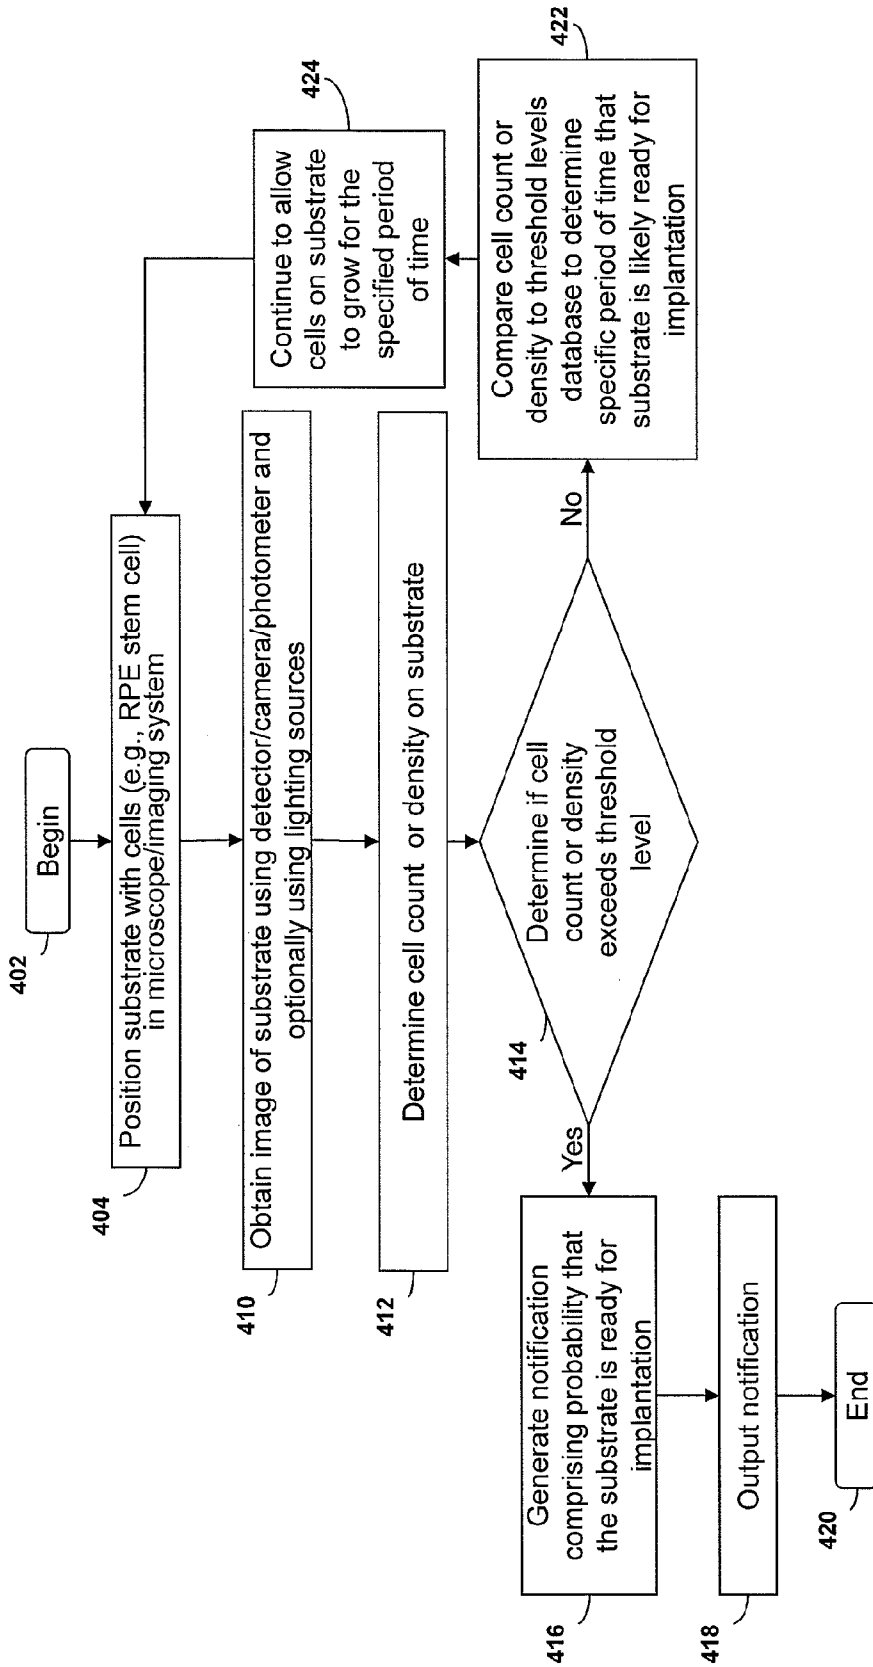 402
Begin
404
Position substrate with cells (e.g., RPE stem cell)
in microscope/imaging system
410
Obtain image of substrate using detector/camera/photometer and
optionally using lighting sources
412
Determine cell count or density on substrate
414
Determine if cell
count or density
exceeds threshold
level
Yes
No
416
Generate notification
comprising probability that
the substrate is ready for
implantation
418
Output notification
420
End
422
Compare cell count or
density to threshold levels
database to determine
specific period of time that
substrate is likely ready for
implantation
424
Continue to allow
cells on substrate
to grow for the
specified period
of time